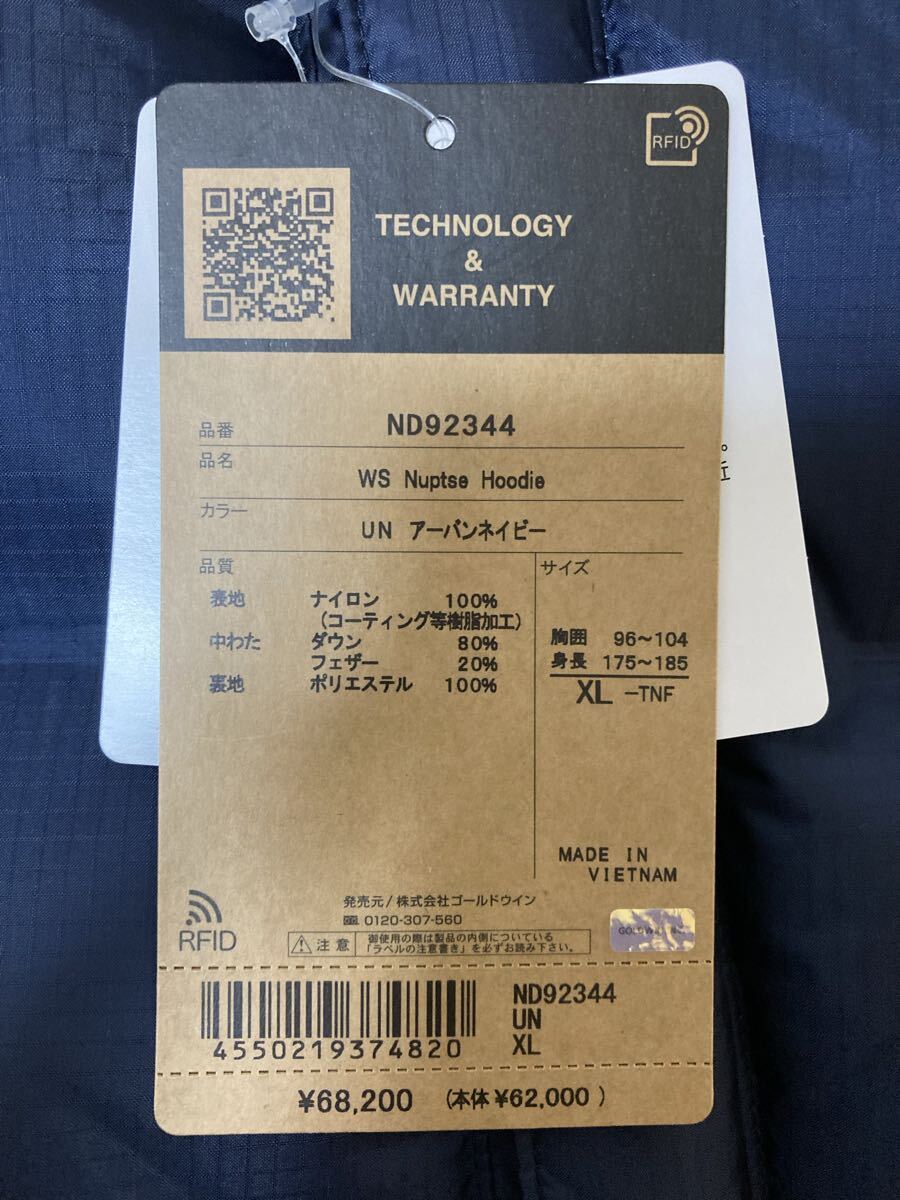 RFID
TECHNOLOGY
&
WARRANTY
品番 ND92344
品名
WS Nuptse Hoodie
カラー
UN アーバンネイビー
品質
表地 ナイロン 100%
(コーティング等樹脂加工)
中わた ダウン 80%
フェザー 20%
裏地 ポリエステル 100%
サイズ
胸囲 96~104
身長 175~185
XL -TNF
MADE IN
VIETNAM
発売元/株式会社ゴールドウイン
0120-307-560
RFID
注意 御使用の際は製品の内側についている
「ラベルの注意書き」を必ずお読み下さい。
GOLDWIN INC.
4550219374820
ND92344
UN
XL
¥68,200 (本体¥62,000)